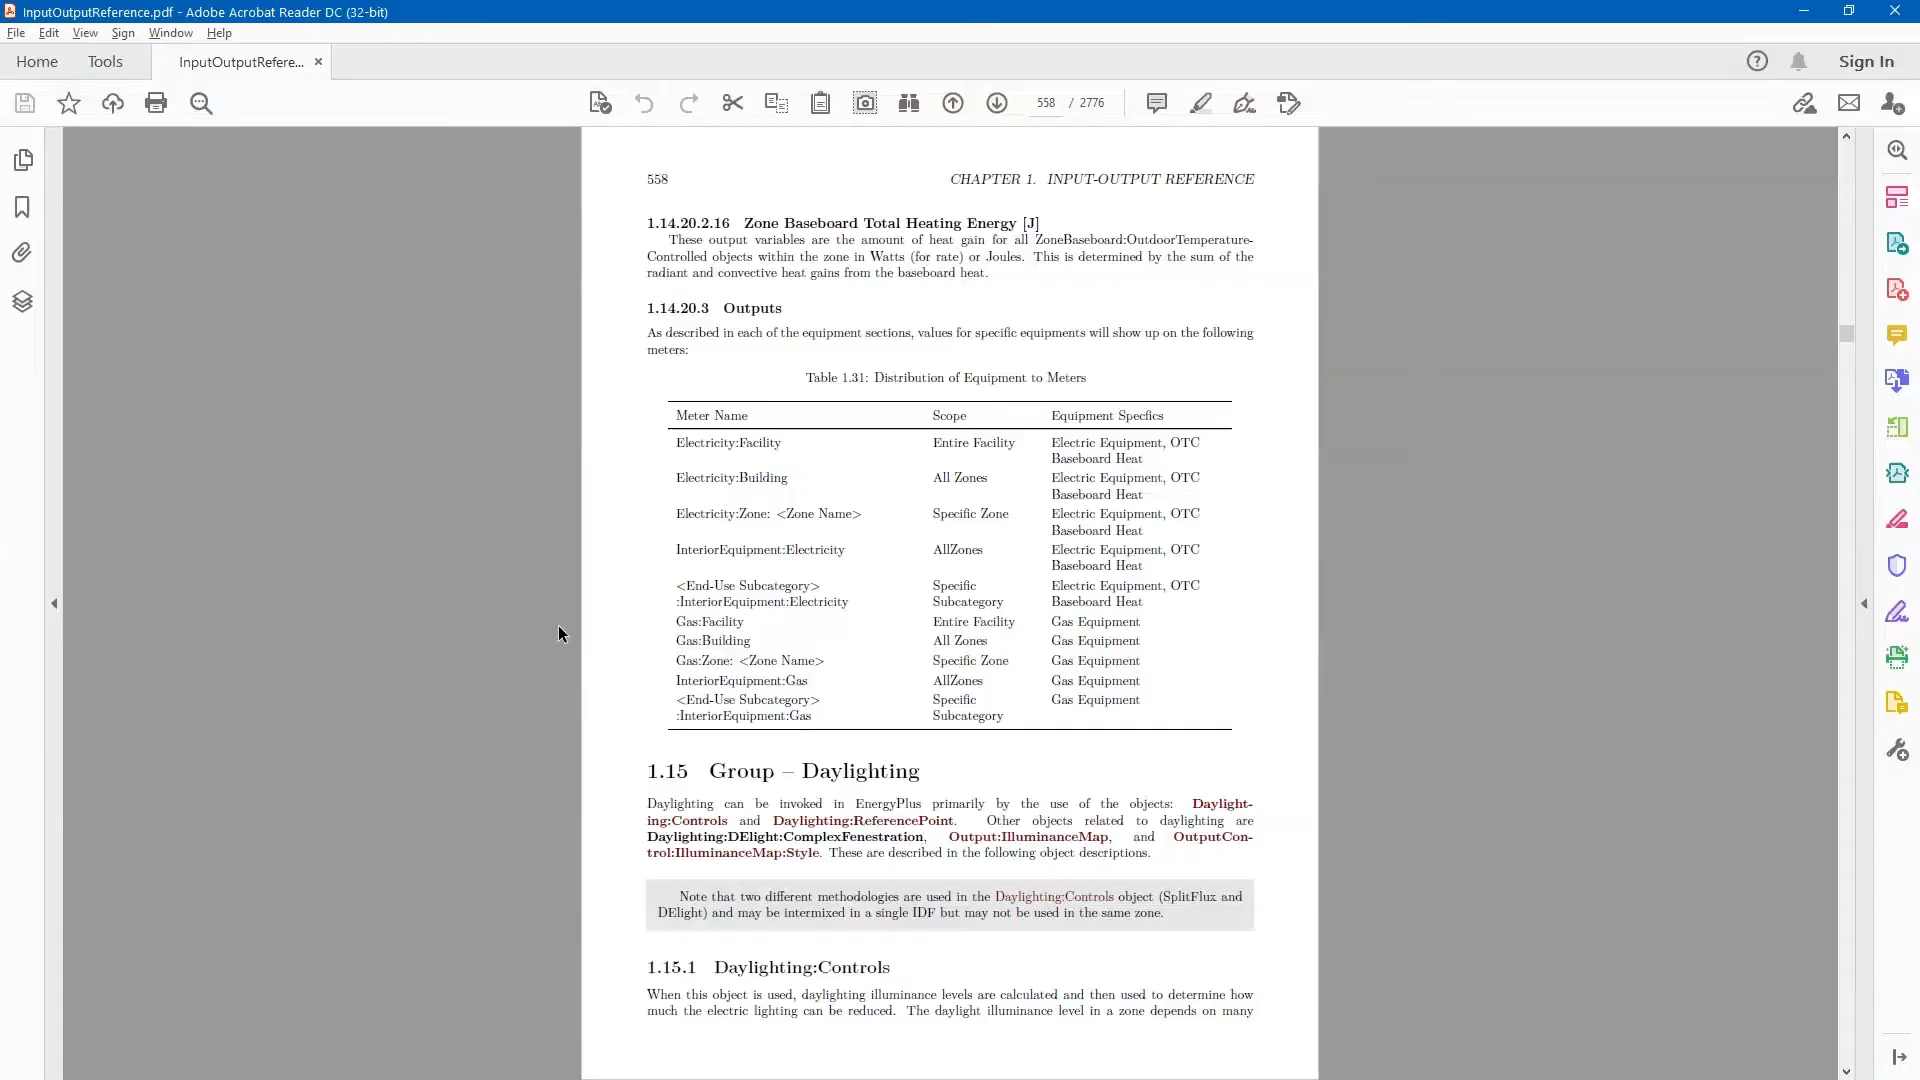 InputOutputReference.pdf - Adobe Acrobat Reader DC (32-bit)
File Edit View Sign Window Help
Home Tools InputOutputRefere... × Sign In
558 / 2776
558 CHAPTER 1. INPUT-OUTPUT REFERENCE
1.14.20.2.16 Zone Baseboard Total Heating Energy [J]
These output variables are the amount of heat gain for all ZoneBaseboard:OutdoorTemperature-
Controlled objects within the zone in Watts (for rate) or Joules. This is determined by the sum of the
radiant and convective heat gains from the baseboard heat.
1.14.20.3 Outputs
As described in each of the equipment sections, values for specific equipments will show up on the following
meters:
Table 1.31: Distribution of Equipment to Meters
Meter Name Scope Equipment Specfics
Electricity:Facility Entire Facility Electric Equipment, OTC
Baseboard Heat
Electricity:Building All Zones Electric Equipment, OTC
Baseboard Heat
Electricity:Zone: <Zone Name> Specific Zone Electric Equipment, OTC
Baseboard Heat
InteriorEquipment:Electricity AllZones Electric Equipment, OTC
Baseboard Heat
<End-Use Subcategory> Specific Electric Equipment, OTC
:InteriorEquipment:Electricity Subcategory Baseboard Heat
Gas:Facility Entire Facility Gas Equipment
Gas:Building All Zones Gas Equipment
Gas:Zone: <Zone Name> Specific Zone Gas Equipment
InteriorEquipment:Gas AllZones Gas Equipment
<End-Use Subcategory> Specific Gas Equipment
:InteriorEquipment:Gas Subcategory
1.15 Group – Daylighting
Daylighting can be invoked in EnergyPlus primarily by the use of the objects: Daylight-
ing:Controls and Daylighting:ReferencePoint. Other objects related to daylighting are
Daylighting:DElight:ComplexFenestration, Output:IlluminanceMap, and OutputCon-
trol:IlluminanceMap:Style. These are described in the following object descriptions.
Note that two different methodologies are used in the Daylighting:Controls object (SplitFlux and
DElight) and may be intermixed in a single IDF but may not be used in the same zone.
1.15.1 Daylighting:Controls
When this object is used, daylighting illuminance levels are calculated and then used to determine how
much the electric lighting can be reduced. The daylight illuminance level in a zone depends on many